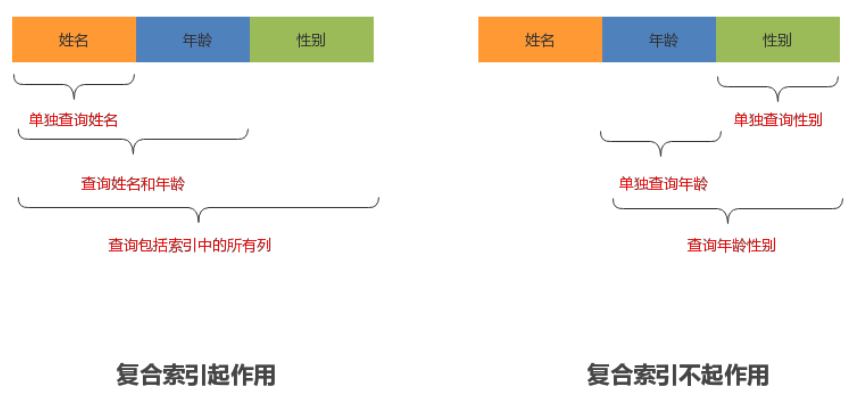 姓名 年龄 性别
单独查询姓名
查询姓名和年龄
查询包括索引中的所有列
复合索引起作用
姓名 年龄 性别
单独查询性别
单独查询年龄
查询年龄性别
复合索引不起作用